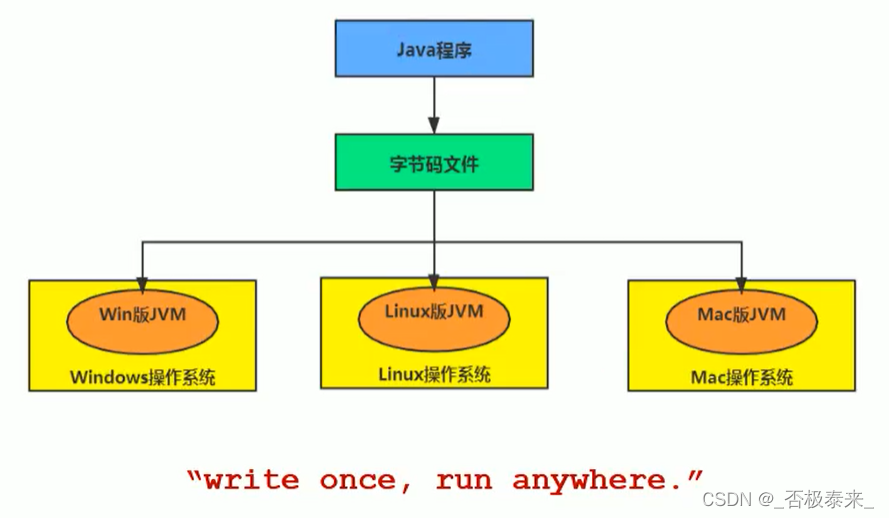 Java程序
字节码文件
Win版JVM
Windows操作系统
Linux版JVM
Linux操作系统
Mac版JVM
Mac操作系统
“write once, run anywhere.”
CSDN @_否极泰来_